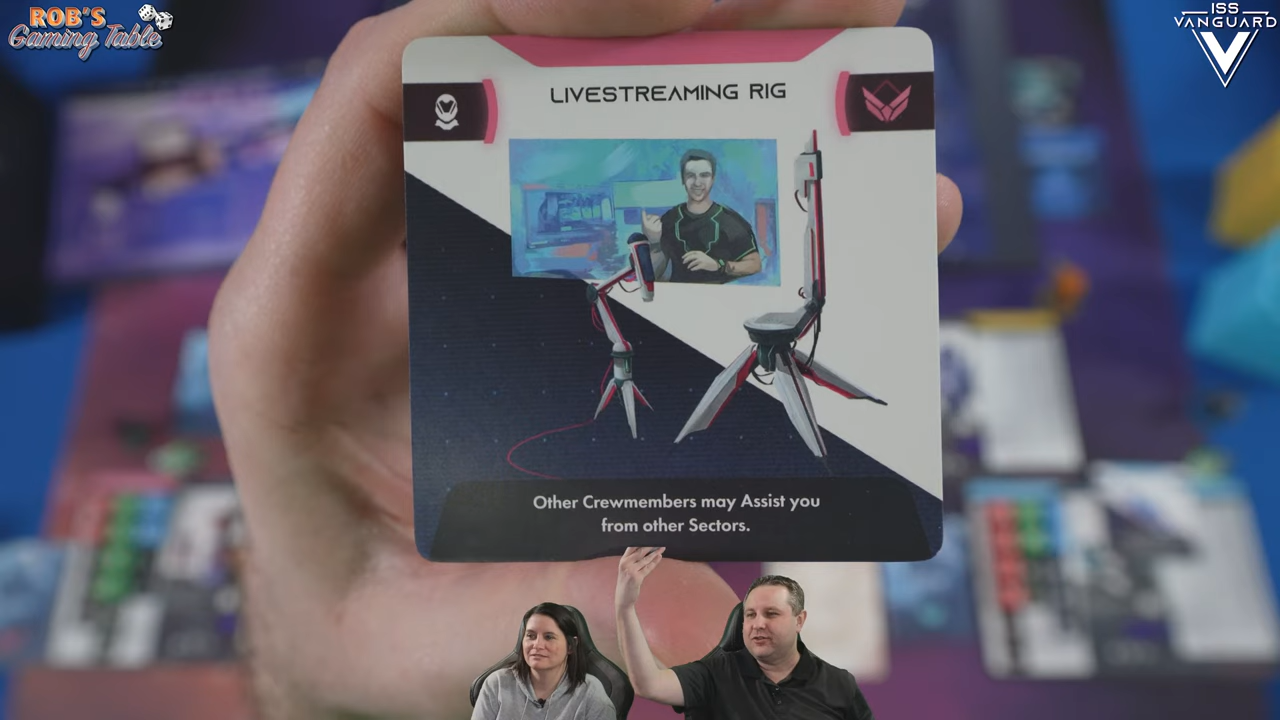 ROB'S
Gaming Table
ISS
VANGUARD
LIVESTREAMING RIG
Other Crewmembers may Assist you
from other Sectors.